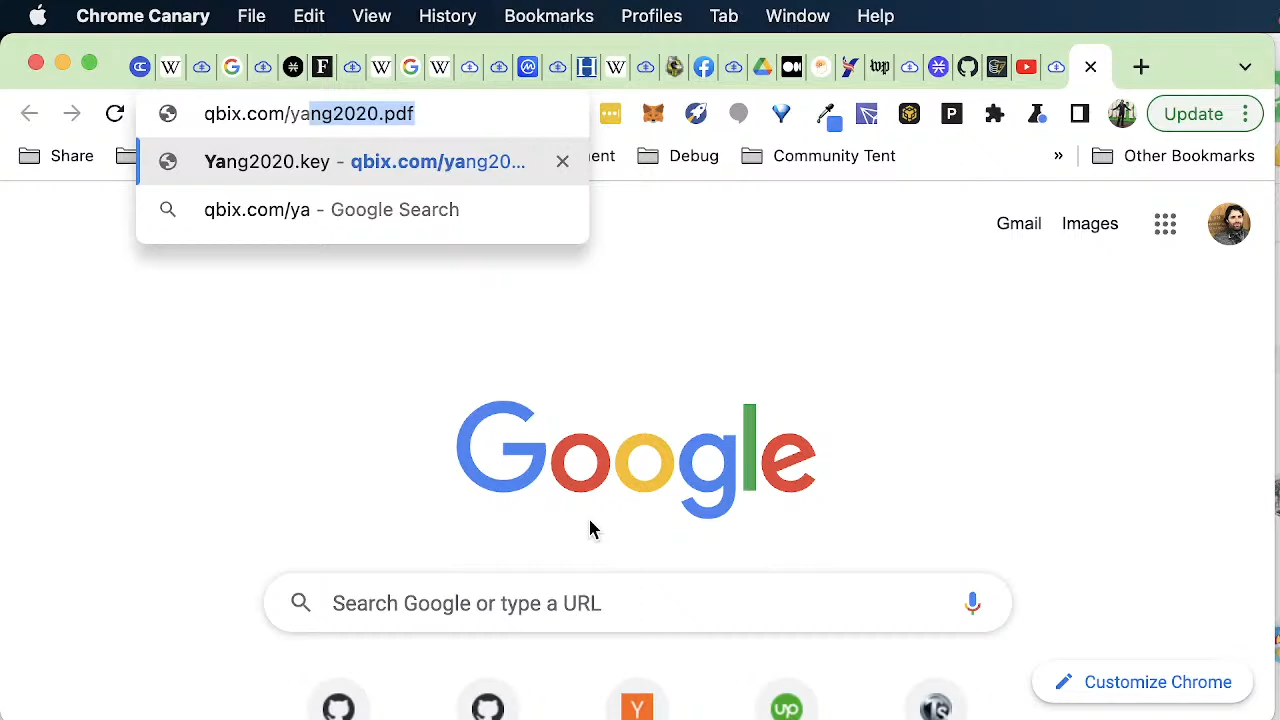 Chrome Canary File Edit View History Bookmarks Profiles Tab Window Help
qbix.com/yang2020.pdf
Update
Share
ent
Debug
Community Tent
»
Other Bookmarks
Yang2020.key - qbix.com/yang20...
qbix.com/ya - Google Search
Gmail Images
Google
Search Google or type a URL
Customize Chrome